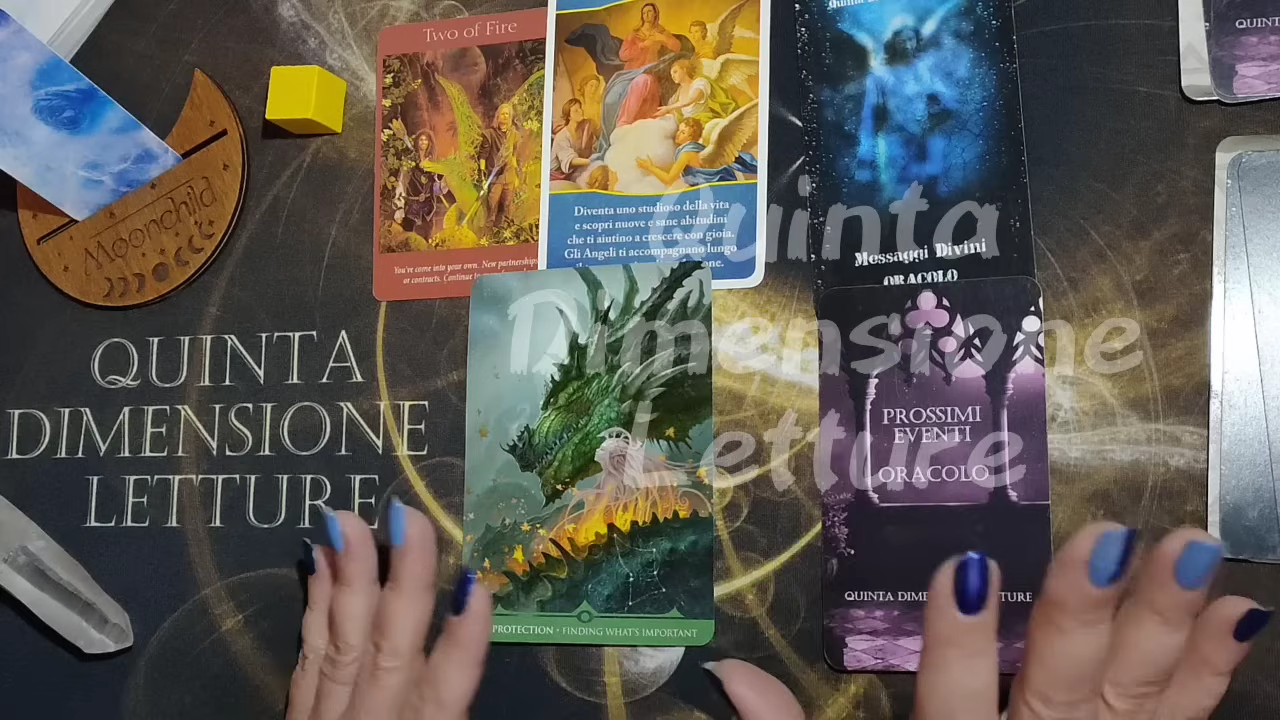 Two of Fire
You've come into your own. New partnerships
or contracts. Continue
Diventa uno studioso della vita
e scopri nuove e sane abitudini
che ti aiutino a crescere con gioia.
Gli Angeli ti accompagnano lungo
Messaggi Divini
ORACOLO
QUINT
Moonchild
QUINTA
DIMENSIONE
LETTURE
Quinta
Dimensione
Letture
PROSSIMI
EVENTI
ORACOLO
QUINTA DIM
TURE
PROTECTION • FINDING WHAT'S IMPORTANT